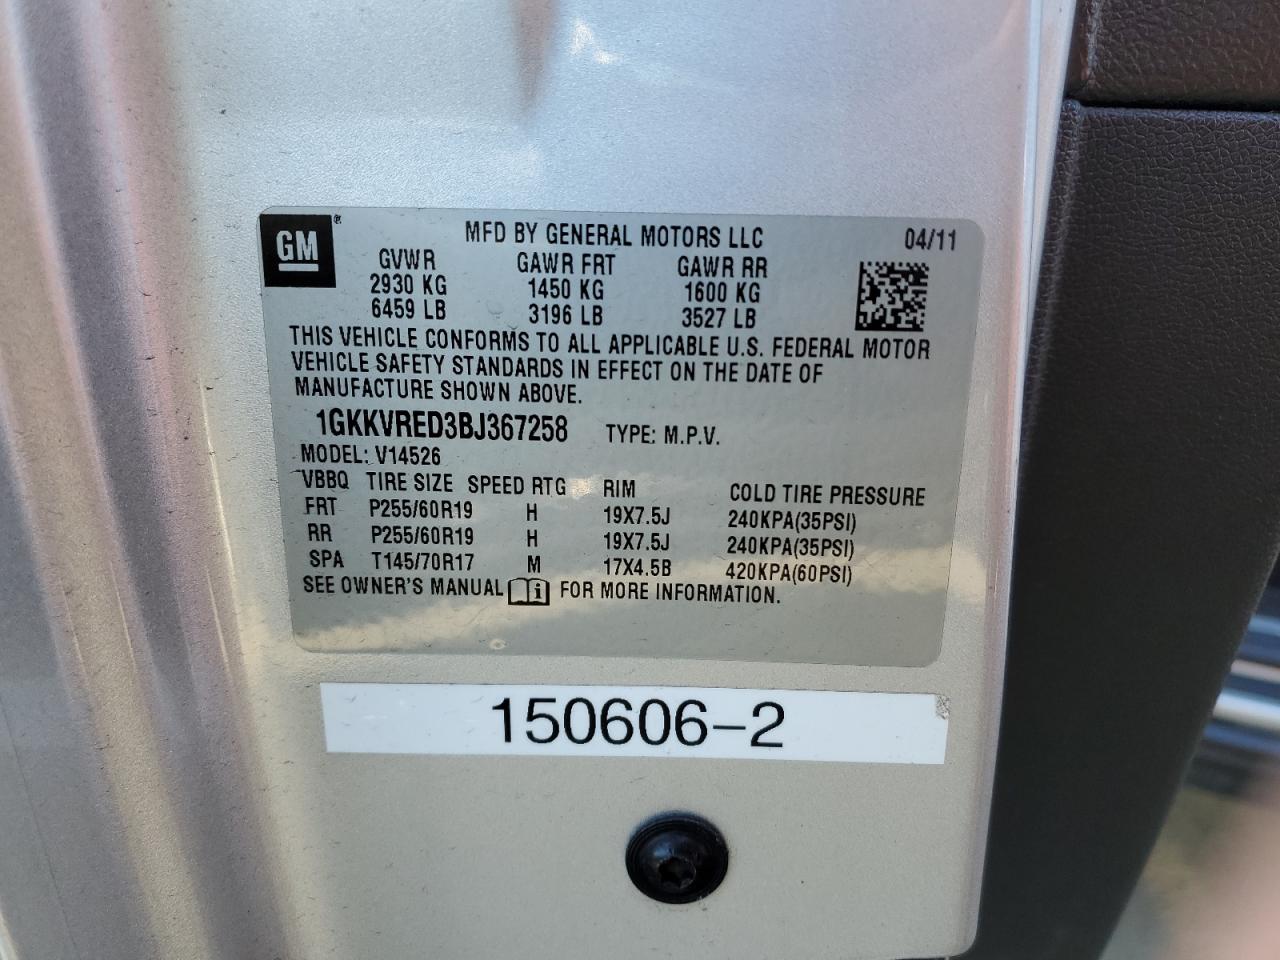 GM®
MFD BY GENERAL MOTORS LLC 04/11
GVWR GAWR FRT GAWR RR
2930 KG 1450 KG 1600 KG
6459 LB 3196 LB 3527 LB
THIS VEHICLE CONFORMS TO ALL APPLICABLE U.S. FEDERAL MOTOR
VEHICLE SAFETY STANDARDS IN EFFECT ON THE DATE OF
MANUFACTURE SHOWN ABOVE.
1GKKVRED3BJ367258 TYPE: M.P.V.
MODEL: V14526
VBBQ TIRE SIZE SPEED RTG RIM COLD TIRE PRESSURE
FRT P255/60R19 H 19X7.5J 240KPA(35PSI)
RR P255/60R19 H 19X7.5J 240KPA(35PSI)
SPA T145/70R17 M 17X4.5B 420KPA(60PSI)
SEE OWNER'S MANUAL i FOR MORE INFORMATION.
150606-2